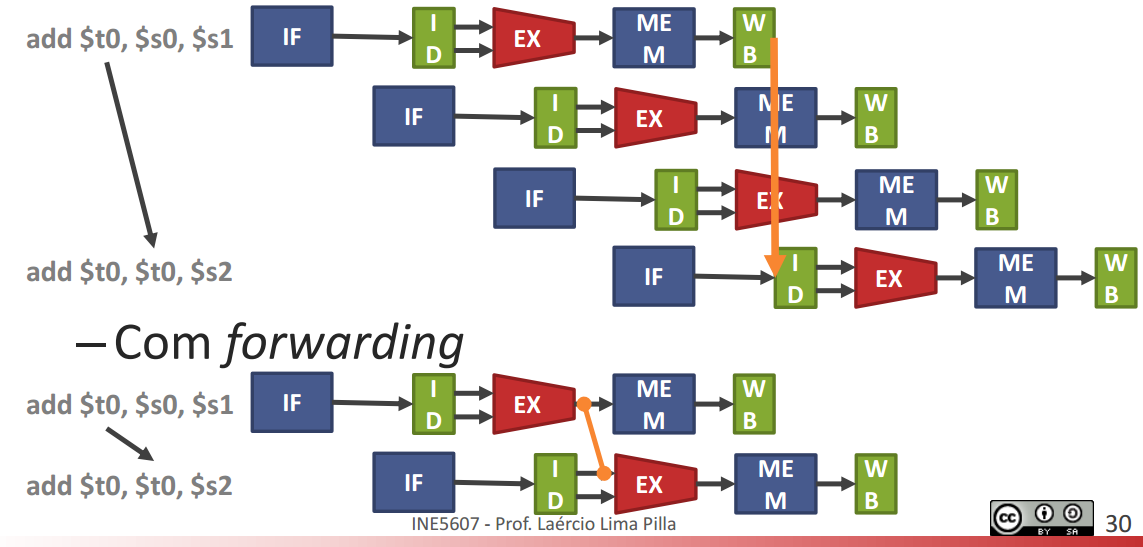 add $t0, $s0, $s1 IF ID EX MEM WB
IF ID EX MEM WB
IF ID EX MEM WB
add $t0, $t0, $s2 IF ID EX MEM WB
– Com forwarding
add $t0, $s0, $s1 IF ID EX MEM WB
add $t0, $t0, $s2 IF ID EX MEM WB
INE5607 - Prof. Laércio Lima Pilla
cc BY SA
30